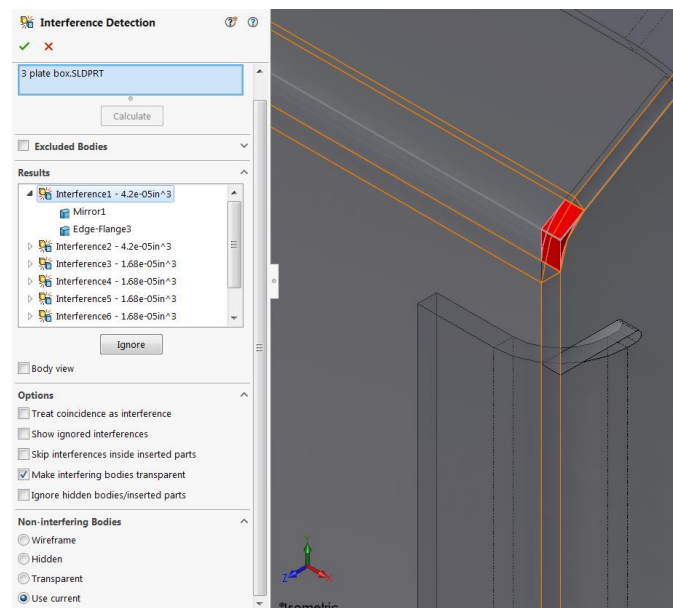 Interference Detection
3 plate box.SLDPRT
Calculate
Excluded Bodies
Results
Interference1 - 4.2e-05in^3
Mirror1
Edge-Flange3
Interference2 - 4.2e-05in^3
Interference3 - 1.68e-05in^3
Interference4 - 1.68e-05in^3
Interference5 - 1.68e-05in^3
Interference6 - 1.68e-05in^3
Ignore
Body view
Options
Treat coincidence as interference
Show ignored interferences
Skip interferences inside inserted parts
Make interfering bodies transparent
Ignore hidden bodies/inserted parts
Non-interfering Bodies
Wireframe
Hidden
Transparent
Use current
Y
Z
X
*Isometric